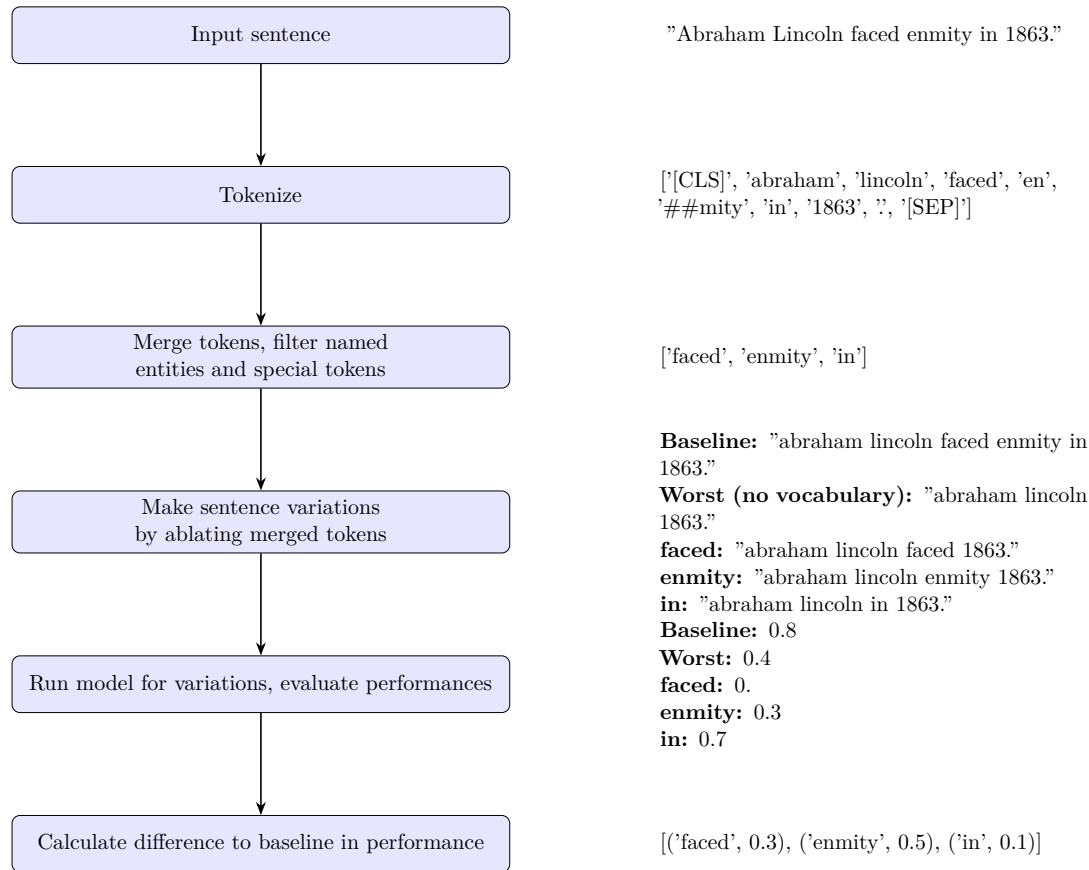 Input sentence
”Abraham Lincoln faced enmity in 1863.”
Tokenize
[’[CLS]’, ’abraham’, ’lincoln’, ’faced’, ’en’,
’##mity’, ’in’, ’1863’, ’.’, ’[SEP]’]
Merge tokens, filter named
entities and special tokens
[’faced’, ’enmity’, ’in’]
Make sentence variations
by ablating merged tokens
Baseline: ”abraham lincoln faced enmity in
1863.”
Worst (no vocabulary): ”abraham lincoln
1863.”
faced: ”abraham lincoln faced 1863.”
enmity: ”abraham lincoln enmity 1863.”
in: ”abraham lincoln in 1863.”
Run model for variations, evaluate performances
Baseline: 0.8
Worst: 0.4
faced: 0.
enmity: 0.3
in: 0.7
Calculate difference to baseline in performance
[(’faced’, 0.3), (’enmity’, 0.5), (’in’, 0.1)]